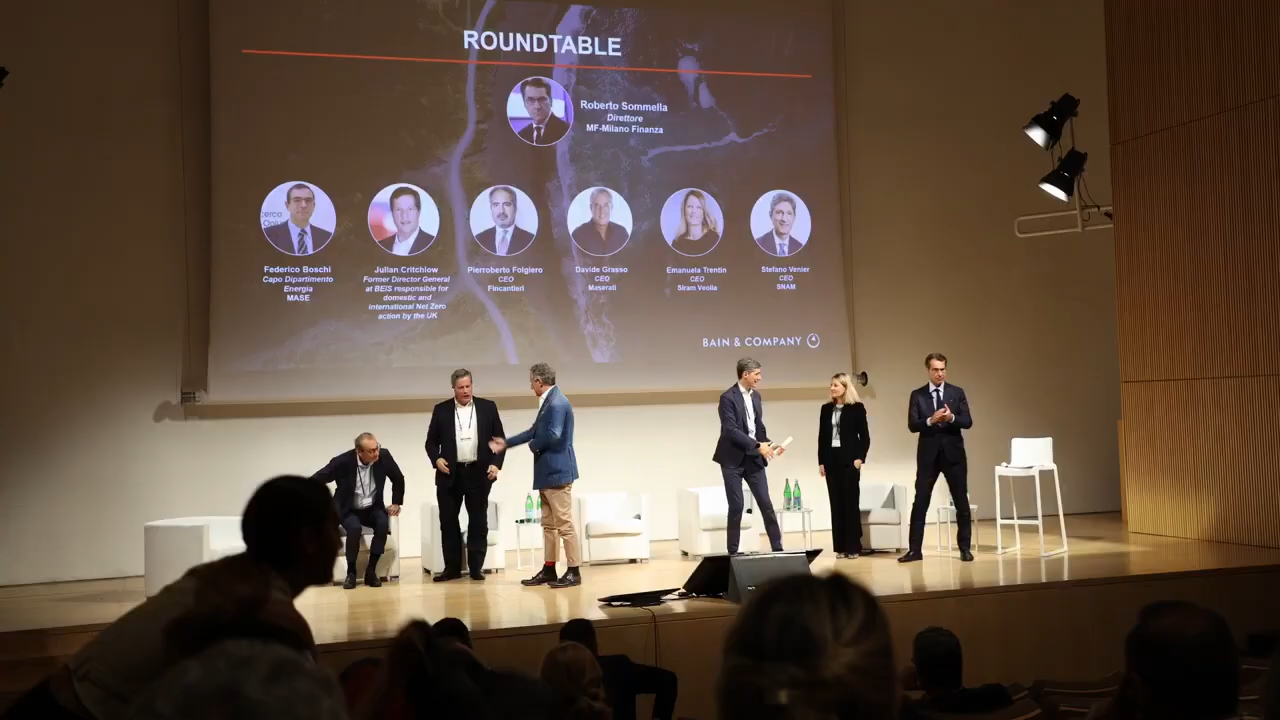 ROUNDTABLE
Roberto Sommella
Direttore
MF-Milano Finanza
Federico Boschi
Capo Dipartimento
Energia
MASE
Julian Critchlow
Former Director General
at BEIS responsible for
domestic and
international Net Zero
action by the UK
Pierroberto Folgiero
CEO
Fincantieri
Davide Grasso
CEO
Maserati
Emanuela Trentin
CEO
Siram Veolia
Stefano Venier
CEO
SNAM
BAIN & COMPANY